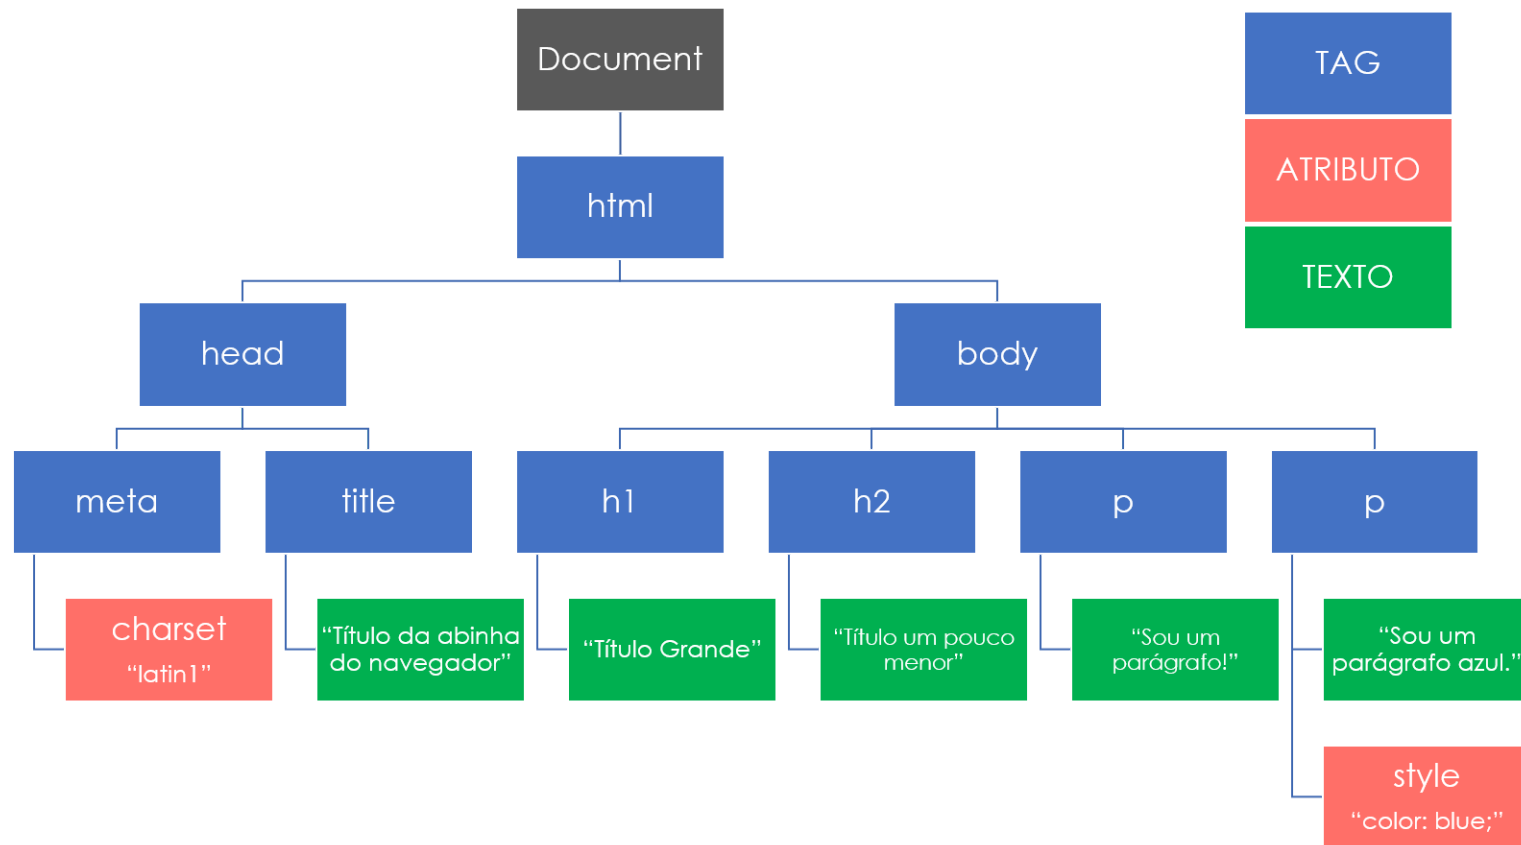 Document
TAG
ATRIBUTO
TEXTO
html
head
body
meta
title
h1
h2
p
p
charset
“latin1”
“Título da abinha
do navegador”
“Título Grande”
“Título um pouco
menor”
“Sou um
parágrafo!”
“Sou um
parágrafo azul.”
style
“color: blue;”